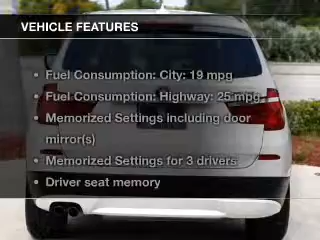 VEHICLE FEATURES
• Fuel Consumption: City: 19 mpg
• Fuel Consumption: Highway: 25 mpg
• Memorized Settings including door
mirror(s)
• Memorized Settings for 3 drivers
• Driver seat memory